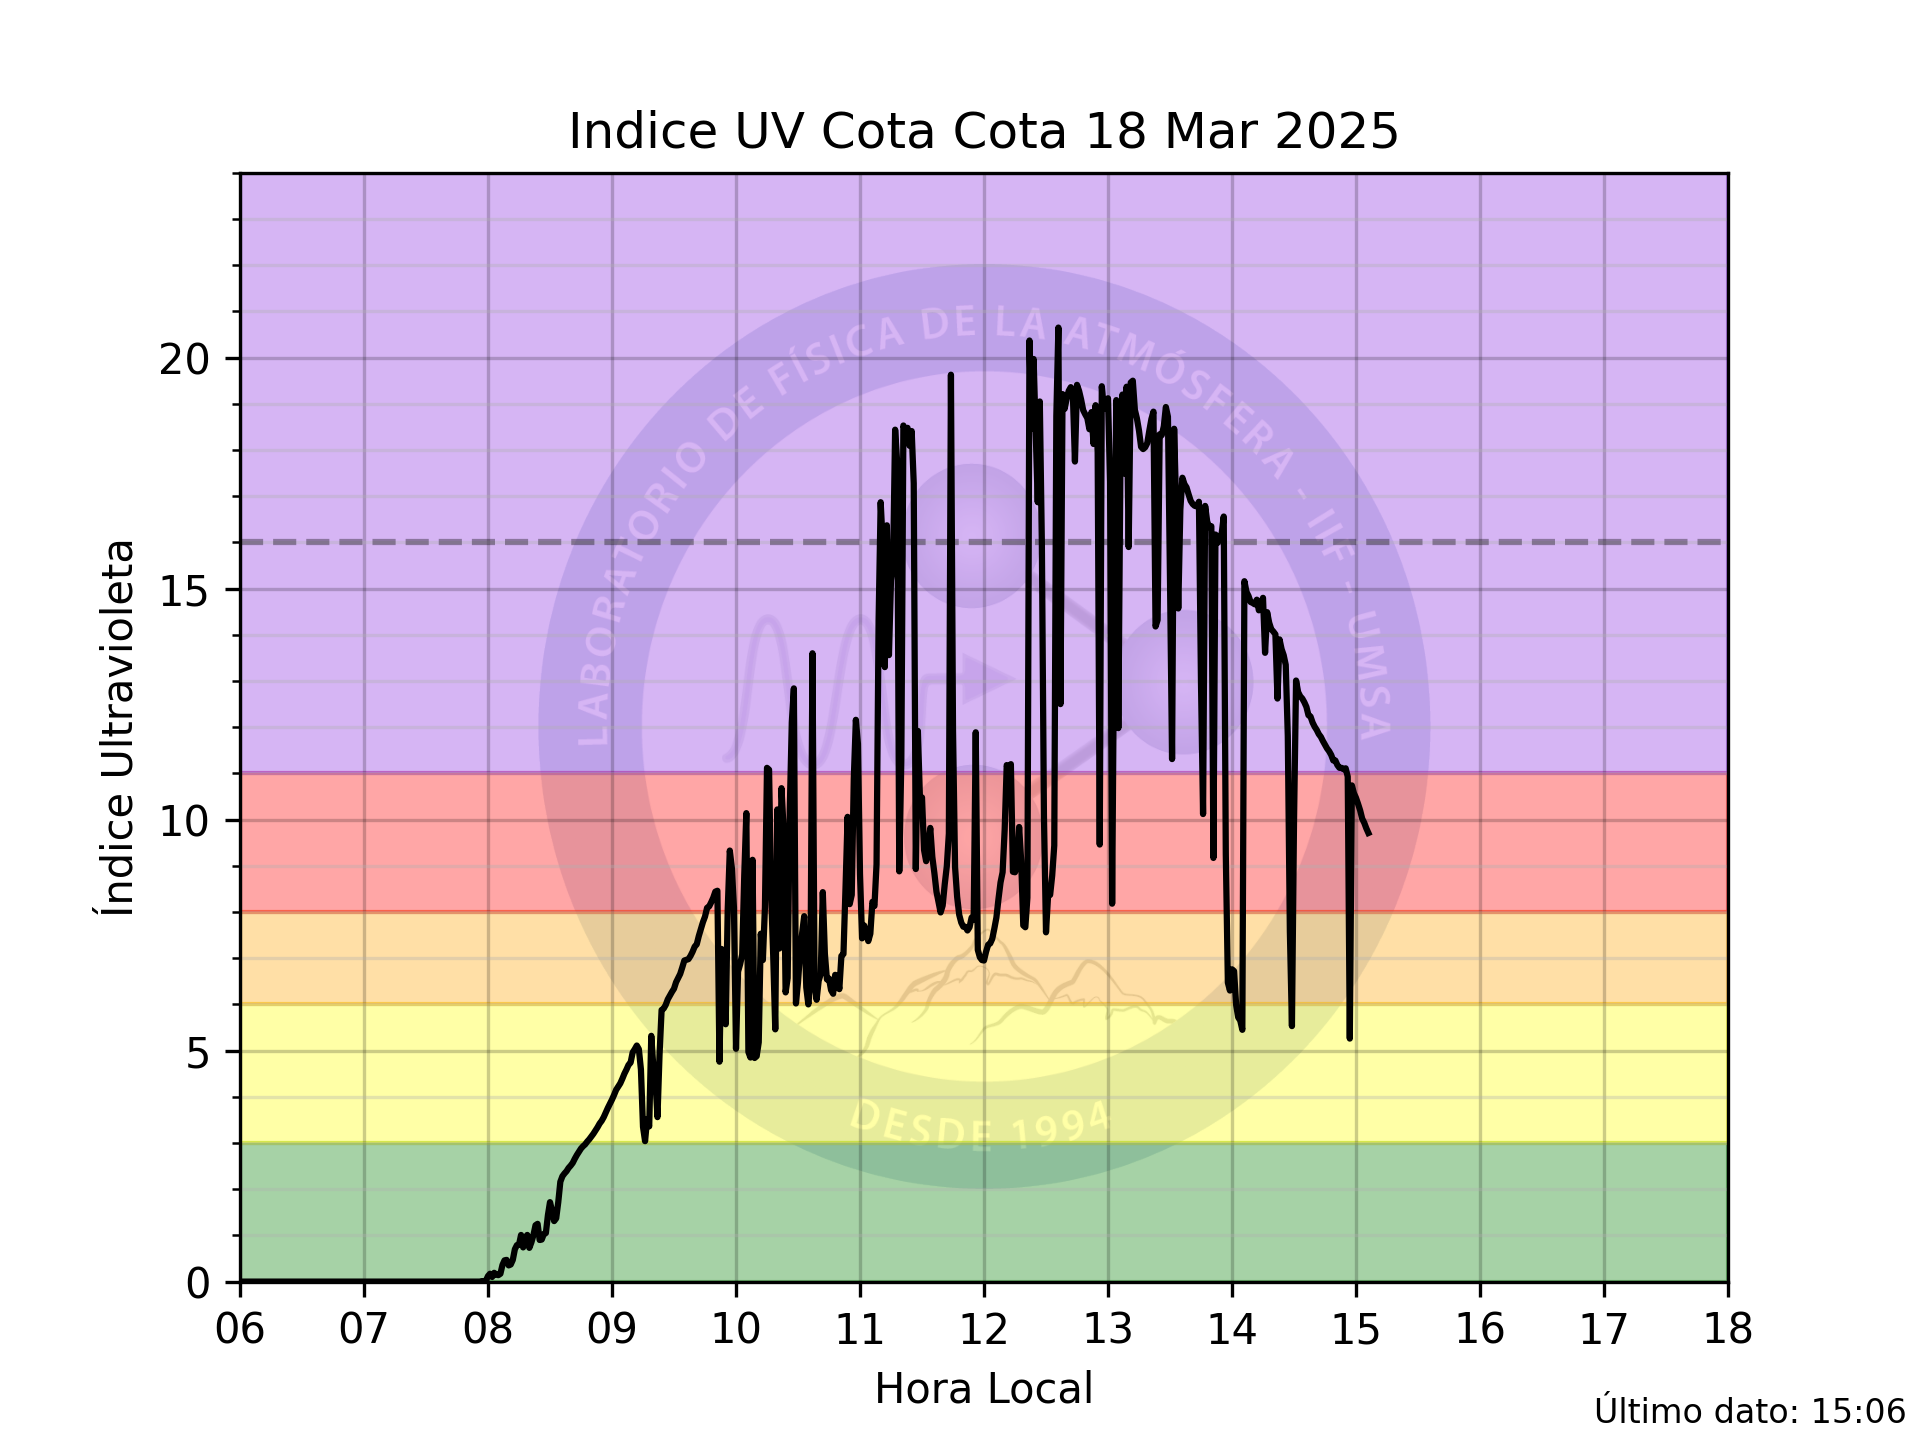 Indice UV Cota Cota 18 Mar 2025
Índice Ultravioleta
20
15
10
5
0
LABORATORIO DE FÍSICA DE LA ATMÓSFERA - IIF - UMSA
DESDE 1994
06 07 08 09 10 11 12 13 14 15 16 17 18
Hora Local
Último dato: 15:06